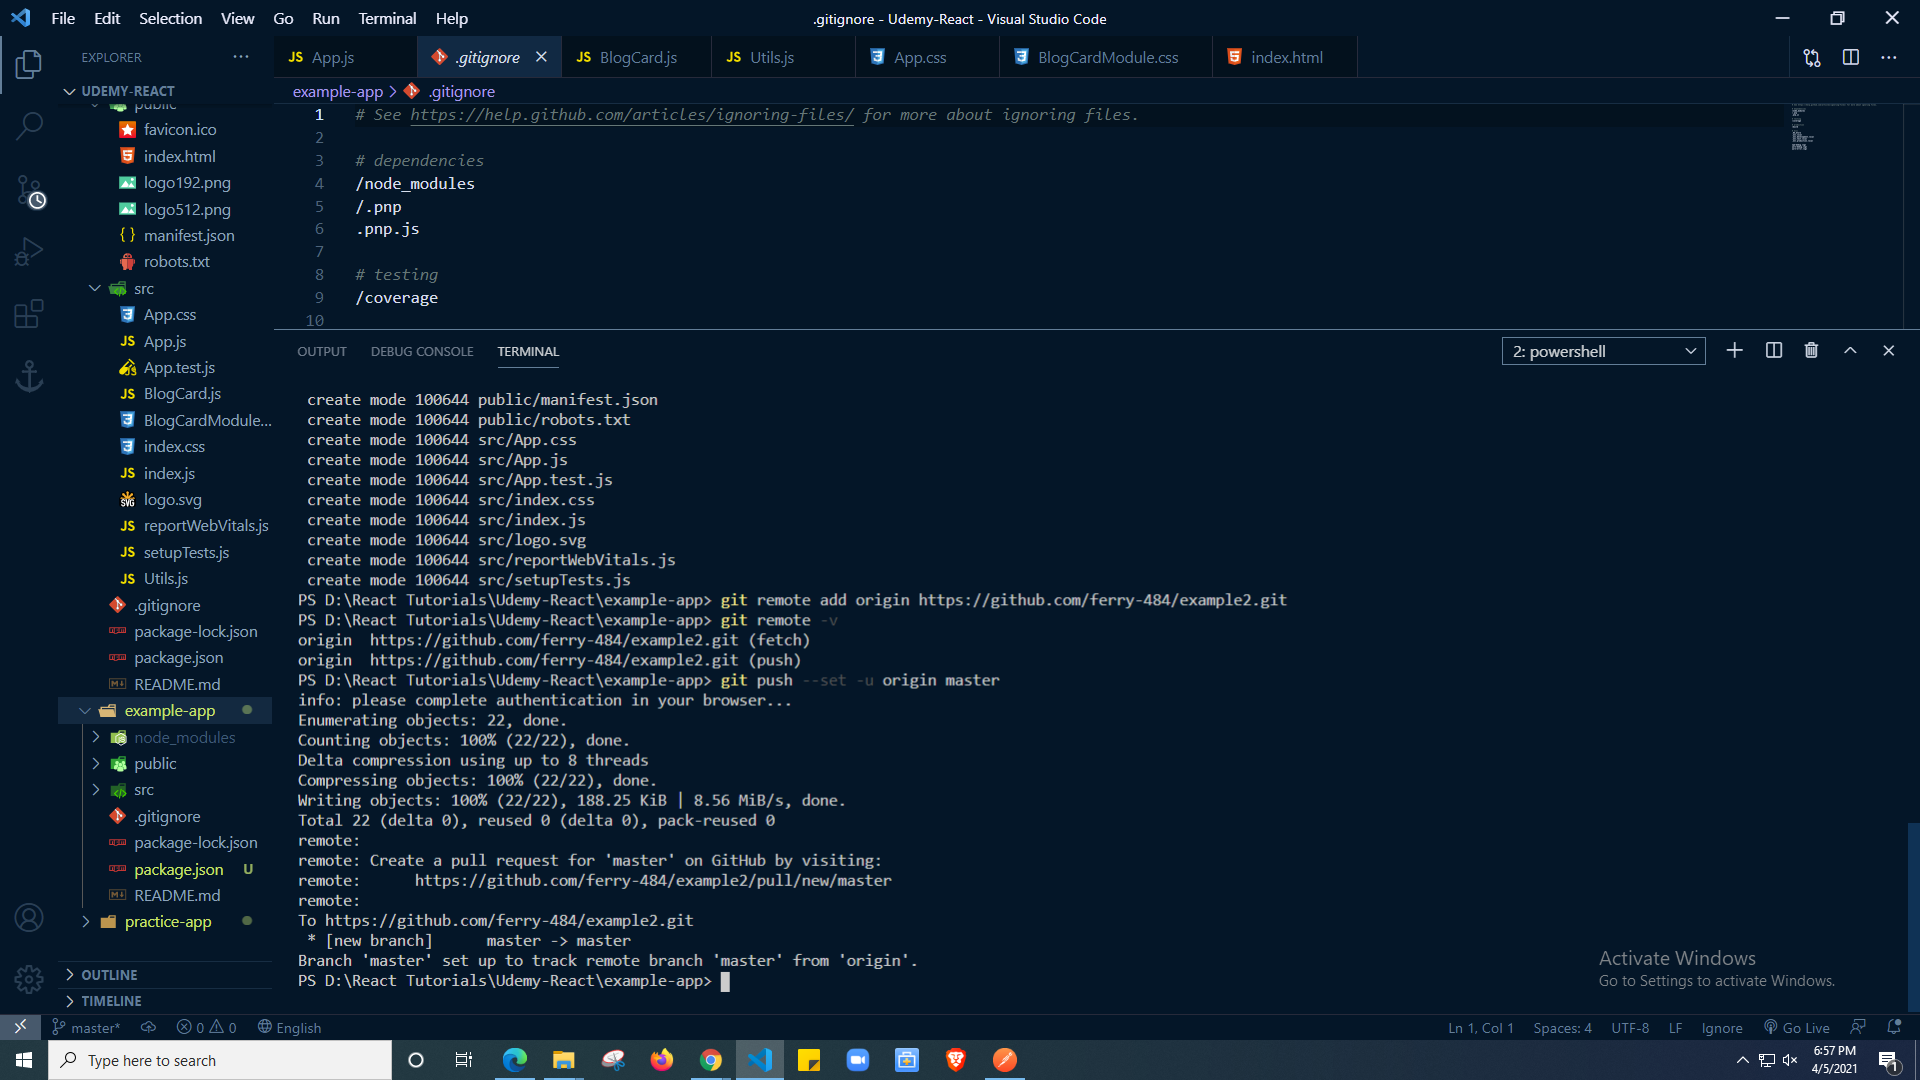 File Edit Selection View Go Run Terminal Help
.gitignore - Udemy-React - Visual Studio Code
EXPLORER
App.js
.gitignore
BlogCard.js
Utils.js
App.css
BlogCardModule.css
index.html
UDEMY-REACT
public
favicon.ico
index.html
logo192.png
logo512.png
manifest.json
robots.txt
src
App.css
App.js
App.test.js
BlogCard.js
BlogCardModule...
index.css
index.js
logo.svg
reportWebVitals.js
setupTests.js
Utils.js
.gitignore
package-lock.json
package.json
README.md
example-app
node_modules
public
src
.gitignore
package-lock.json
package.json U
README.md
practice-app
OUTLINE
TIMELINE
example-app > .gitignore
1 # See https://help.github.com/articles/ignoring-files/ for more about ignoring files.
2
3 # dependencies
4 /node_modules
5 /.pnp
6 .pnp.js
7
8 # testing
9 /coverage
10
OUTPUT DEBUG CONSOLE TERMINAL
2: powershell
create mode 100644 public/manifest.json
create mode 100644 public/robots.txt
create mode 100644 src/App.css
create mode 100644 src/App.js
create mode 100644 src/App.test.js
create mode 100644 src/index.css
create mode 100644 src/index.js
create mode 100644 src/logo.svg
create mode 100644 src/reportWebVitals.js
create mode 100644 src/setupTests.js
PS D:\React Tutorials\Udemy-React\example-app> git remote add origin https://github.com/ferry-484/example2.git
PS D:\React Tutorials\Udemy-React\example-app> git remote -v
origin  https://github.com/ferry-484/example2.git (fetch)
origin  https://github.com/ferry-484/example2.git (push)
PS D:\React Tutorials\Udemy-React\example-app> git push --set -u origin master
info: please complete authentication in your browser...
Enumerating objects: 22, done.
Counting objects: 100% (22/22), done.
Delta compression using up to 8 threads
Compressing objects: 100% (22/22), done.
Writing objects: 100% (22/22), 188.25 KiB | 8.56 MiB/s, done.
Total 22 (delta 0), reused 0 (delta 0), pack-reused 0
remote:
remote: Create a pull request for 'master' on GitHub by visiting:
remote:      https://github.com/ferry-484/example2/pull/new/master
remote:
To https://github.com/ferry-484/example2.git
* [new branch]      master -> master
Branch 'master' set up to track remote branch 'master' from 'origin'.
PS D:\React Tutorials\Udemy-React\example-app>
Activate Windows
Go to Settings to activate Windows.
master* 0 0 English
Ln 1, Col 1 Spaces: 4 UTF-8 LF Ignore Go Live
Type here to search
6:57 PM
4/5/2021
1